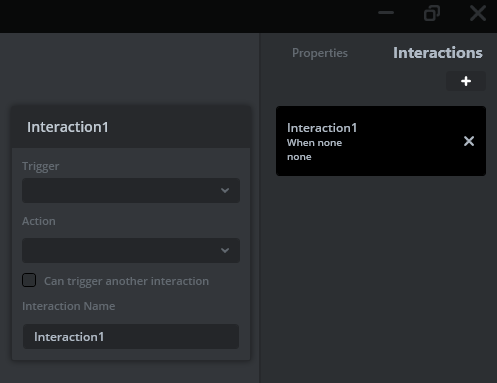 Properties
Interactions
+
Interaction1
Trigger
Action
Can trigger another interaction
Interaction Name
Interaction1
Interaction1
When none
none